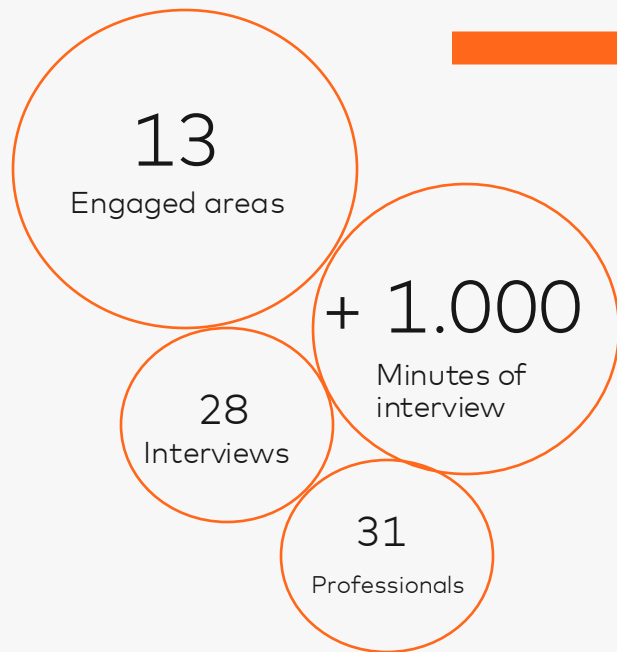 13
Engaged areas
+ 1.000
Minutes of
interview
28
Interviews
31
Professionals